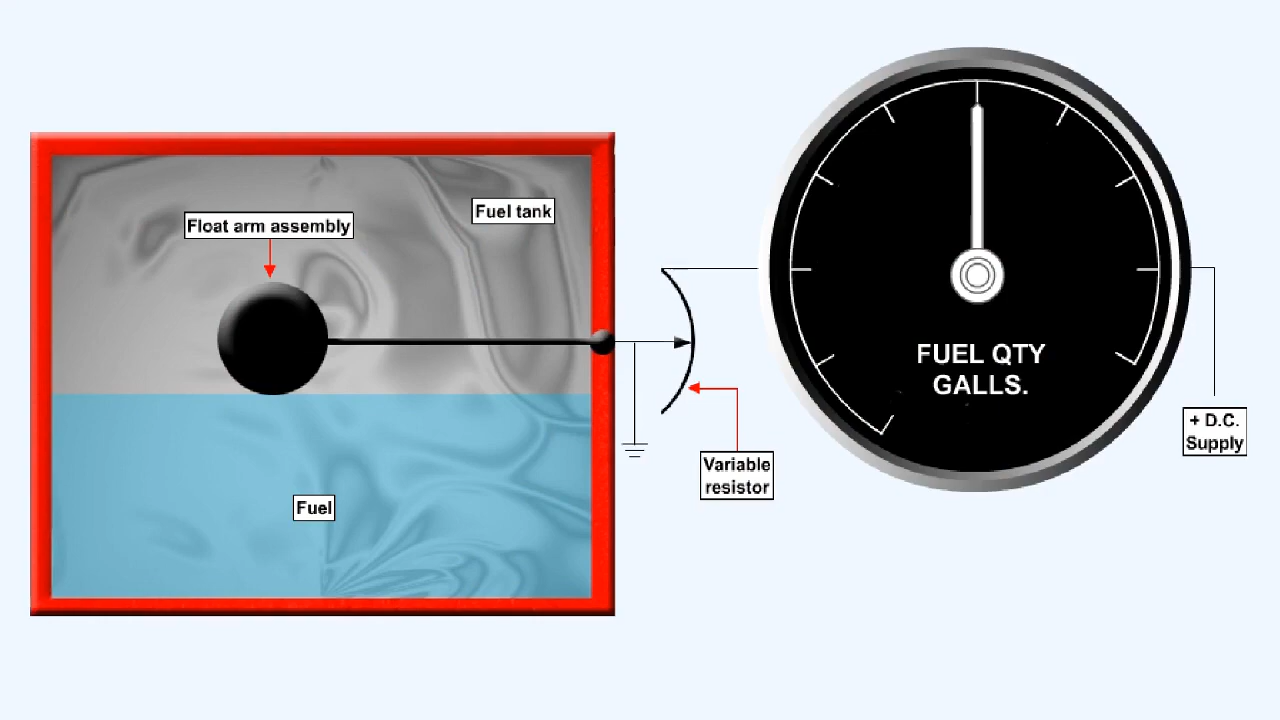 Float arm assembly
Fuel tank
Fuel
Variable
resistor
FUEL QTY
GALLS.
+ D.C.
Supply